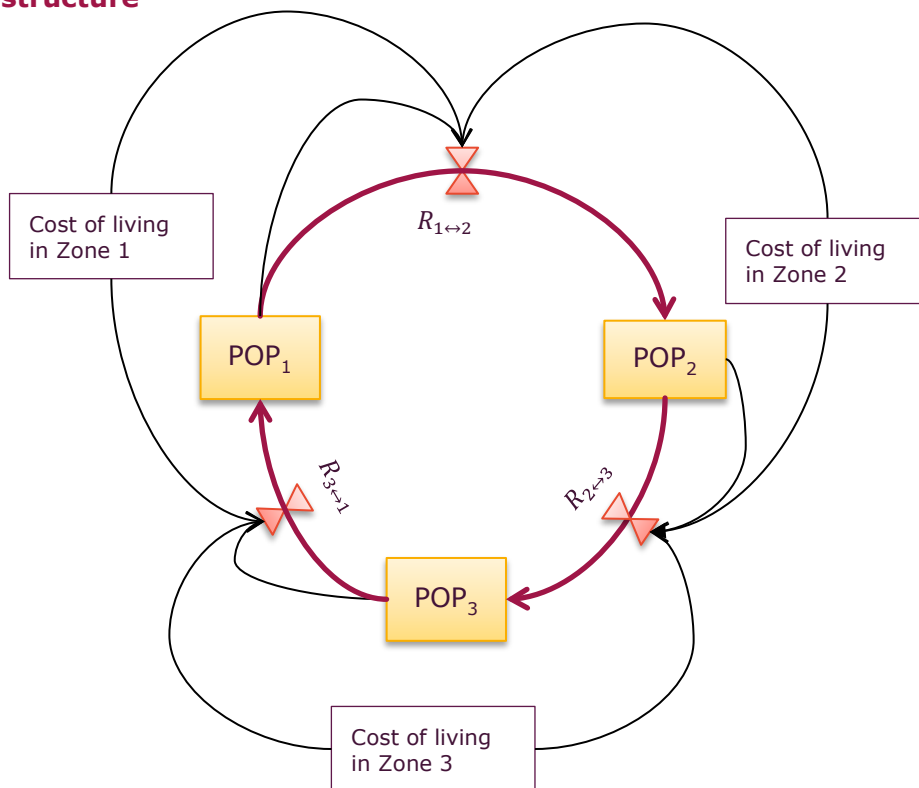 structure
Cost of living
in Zone 1
R1↔2
Cost of living
in Zone 2
POP1
POP2
R3↔1
R2↔3
POP3
Cost of living
in Zone 3